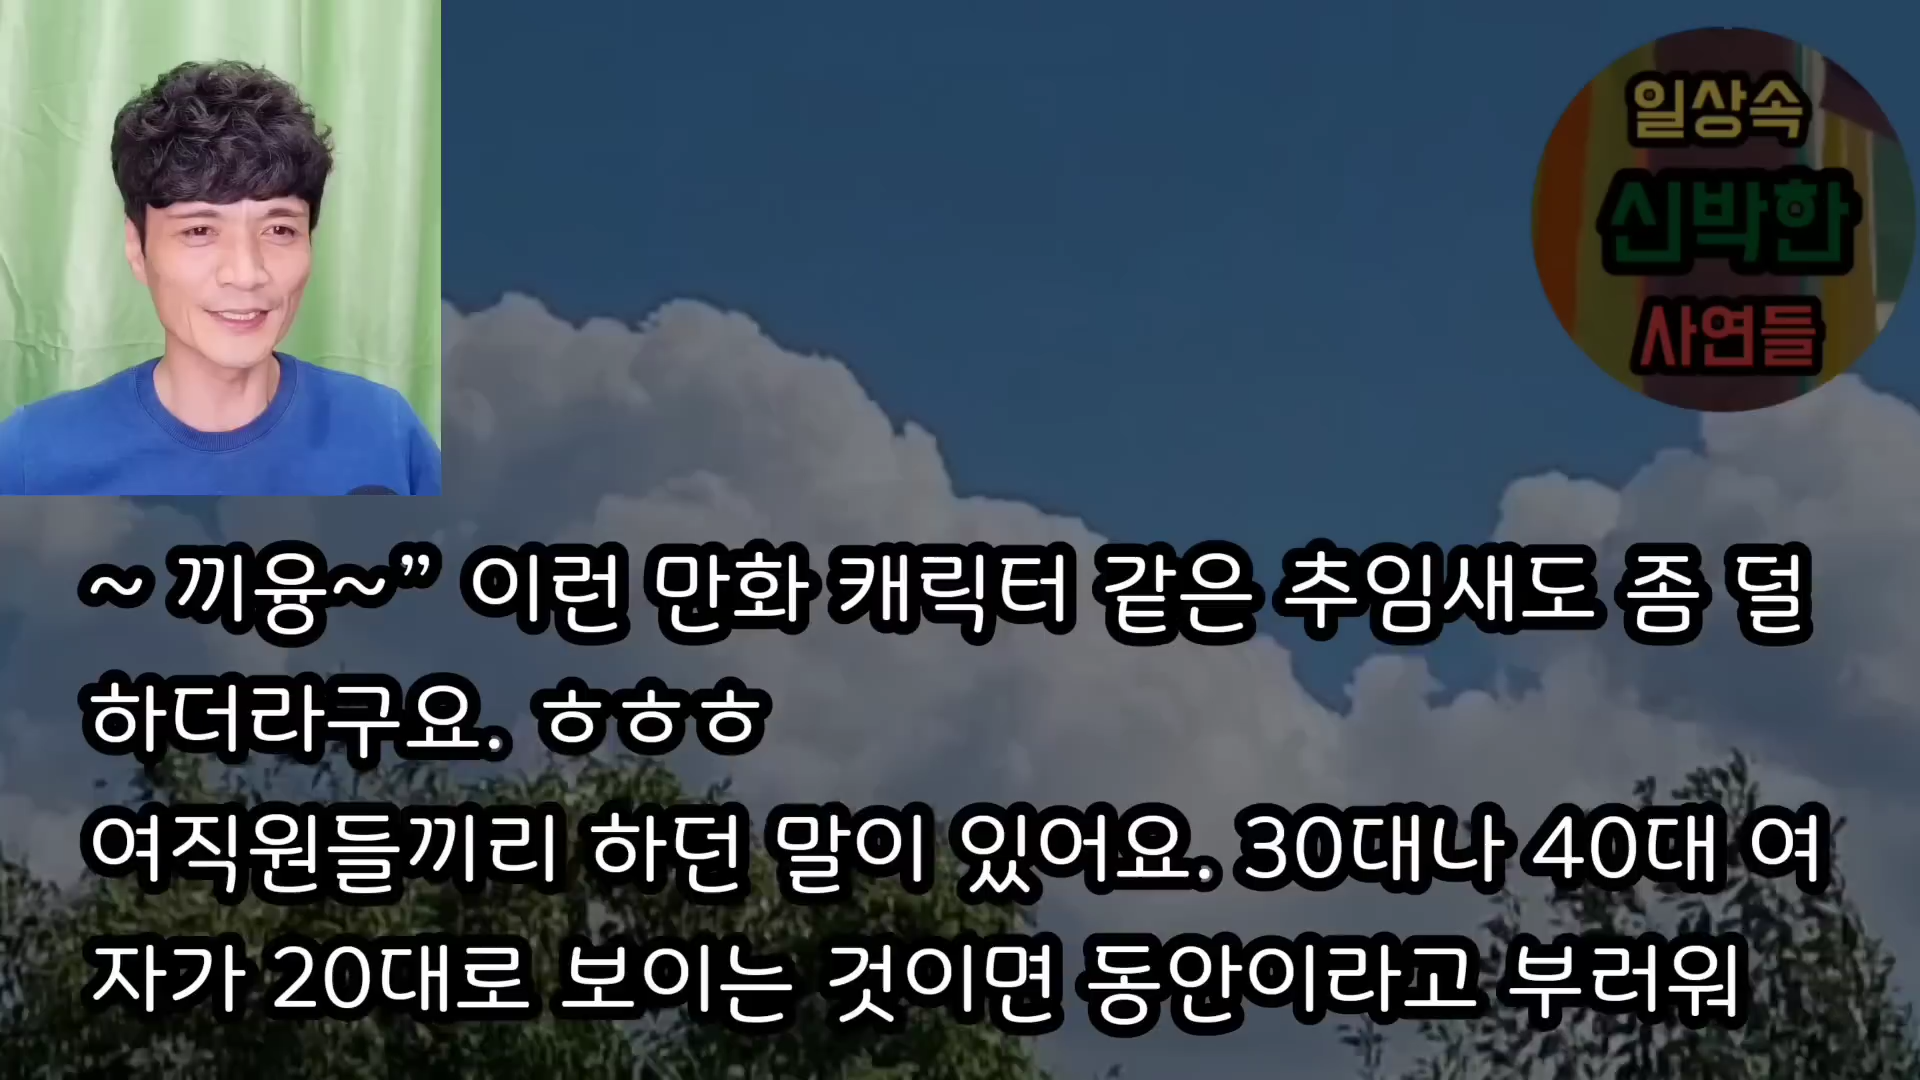 일상속
신박한
사연들
~ 끼융~” 이런 만화 캐릭터 같은 추임새도 좀 덜
하더라구요. ㅎㅎㅎ
여직원들끼리 하던 말이 있어요. 30대나 40대 여
자가 20대로 보이는 것이면 동안이라고 부러워